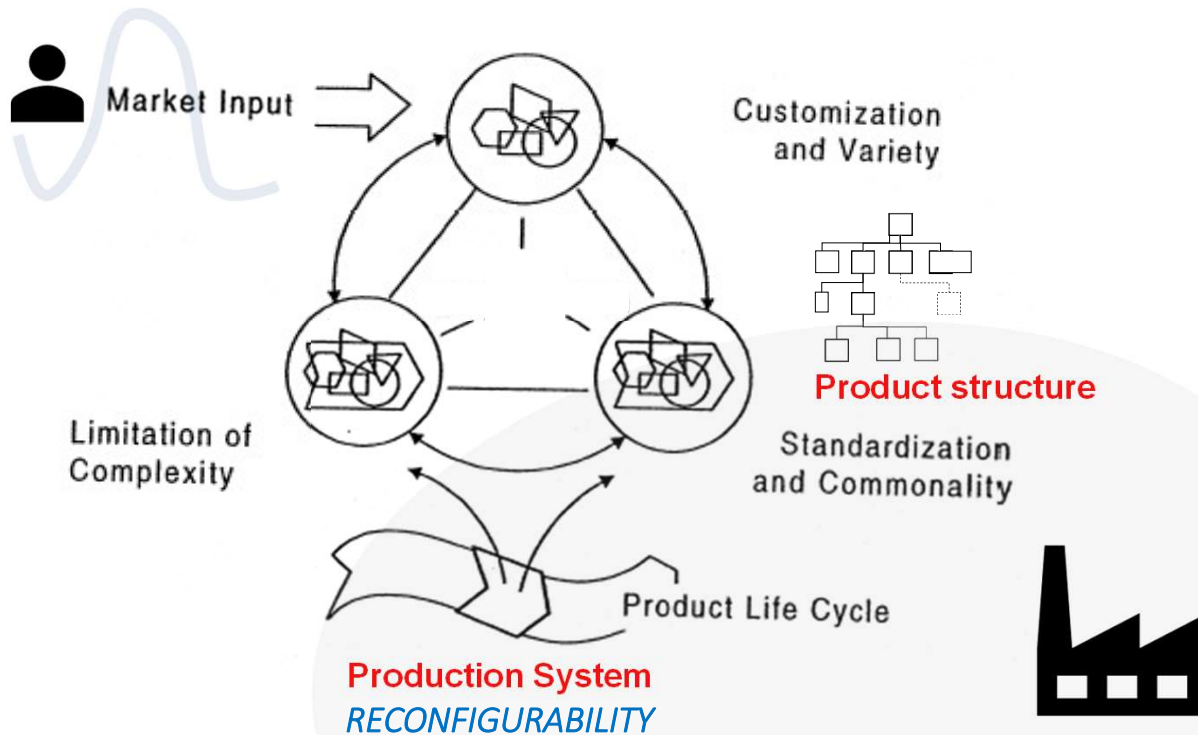 Market Input
Customization
and Variety
Product structure
Limitation of
Complexity
Standardization
and Commonality
Product Life Cycle
Production System
RECONFIGURABILITY